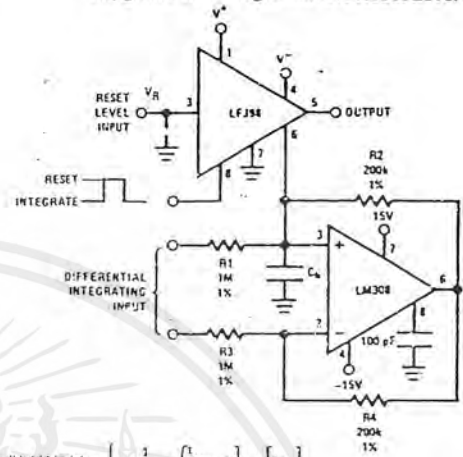 V+
1
V−
4
RESET
LEVEL
INPUT
VR
3
LF398
5
OUTPUT
6
7
8
RESET
INTEGRATE
R2
200k
1%
15V
7
DIFFERENTIAL
INTEGRATING
INPUT
R1
1M
1%
3
+
Ch
LM308
6
2
−
8
R3
1M
1%
4
100 pF
-15V
R4
200k
1%